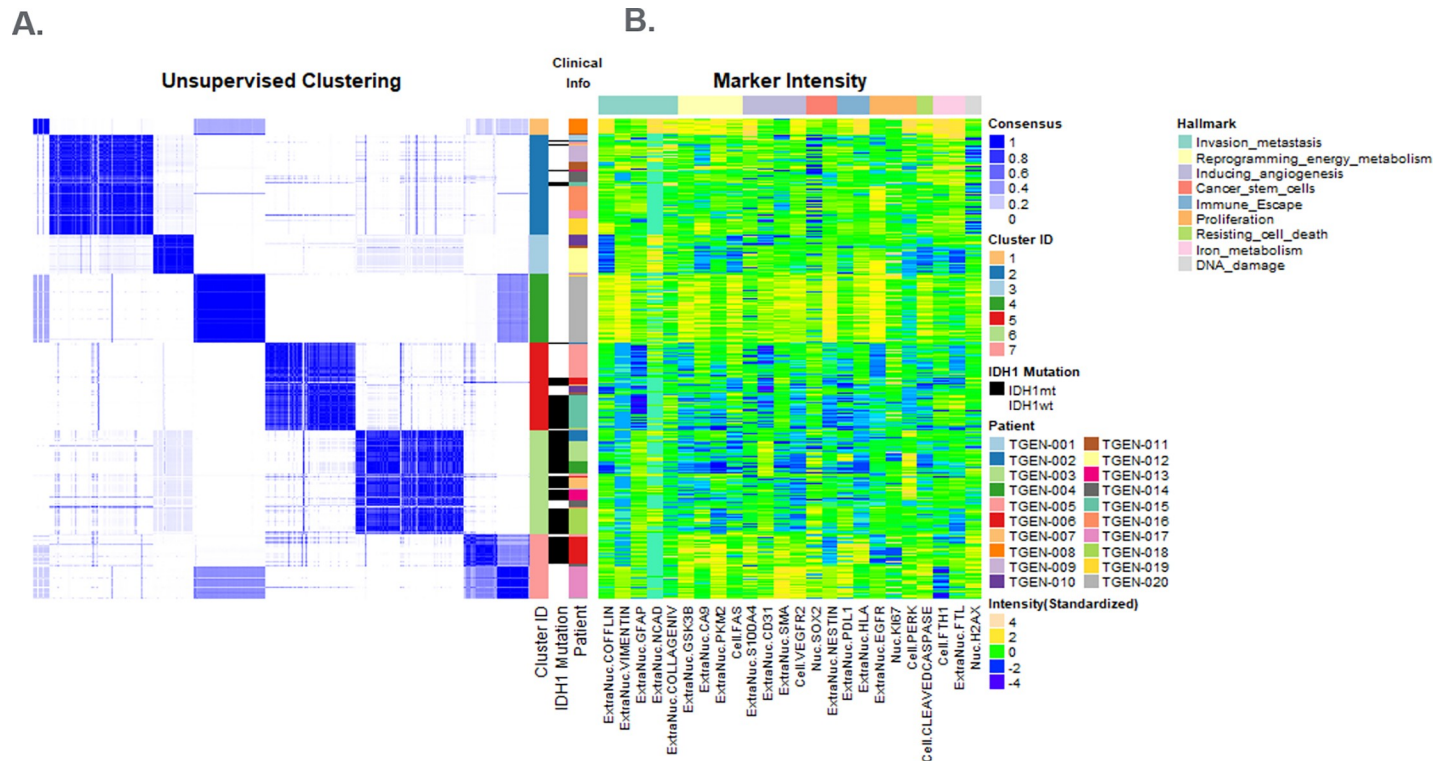 A.
B.
Unsupervised Clustering
Clinical
Info
Marker Intensity
Consensus
1
0.8
0.6
0.4
0.2
0
Cluster ID
1
2
3
4
5
6
7
IDH1 Mutation
IDH1mt
IDH1wt
Patient
TGEN-001 TGEN-011
TGEN-002 TGEN-012
TGEN-003 TGEN-013
TGEN-004 TGEN-014
TGEN-005 TGEN-015
TGEN-006 TGEN-016
TGEN-007 TGEN-017
TGEN-008 TGEN-018
TGEN-009 TGEN-019
TGEN-010 TGEN-020
Intensity(Standardized)
4
2
0
-2
-4
Hallmark
Invasion_metastasis
Reprogramming_energy_metabolism
Inducing_angiogenesis
Cancer_stem_cells
Immune_Escape
Proliferation
Resisting_cell_death
Iron_metabolism
DNA_damage
Cluster ID
IDH1 Mutation
Patient
ExtraNuc.COFFLIN
ExtraNuc.VIMENTIN
ExtraNuc.GFAP
ExtraNuc.NCAD
ExtraNuc.COLLAGENIV
ExtraNuc.GSK3B
ExtraNuc.CA9
ExtraNuc.PKM2
Cell.FAS
ExtraNuc.S100A4
ExtraNuc.CD31
ExtraNuc.SMA
Cell.VEGFR2
Nuc.SOX2
ExtraNuc.NESTIN
ExtraNuc.PDL1
ExtraNuc.HLA
ExtraNuc.EGFR
Nuc.KI67
Cell.PERK
Cell.CLEAVEDCASPASE
Cell.FTH1
ExtraNuc.FTL
Nuc.H2AX